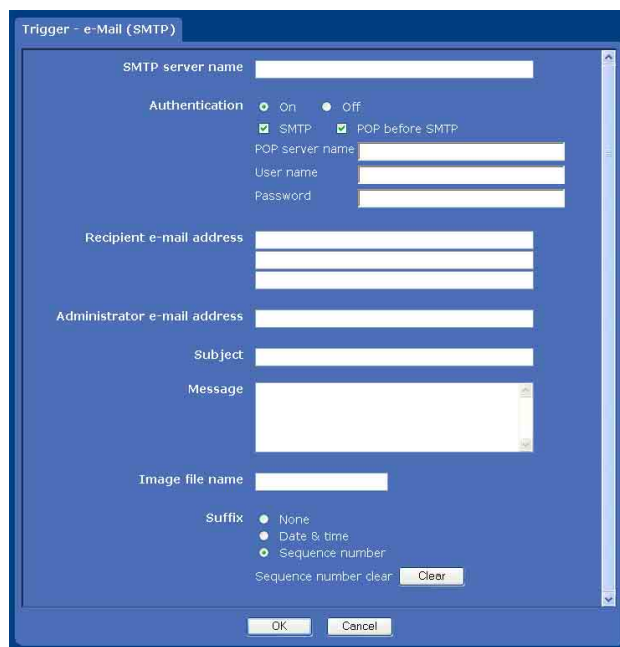 Trigger - e-Mail (SMTP)
SMTP server name
Authentication On Off
SMTP POP before SMTP
POP server name
User name
Password
Recipient e-mail address
Administrator e-mail address
Subject
Message
Image file name
Suffix None
Date & time
Sequence number
Sequence number clear Clear
OK Cancel